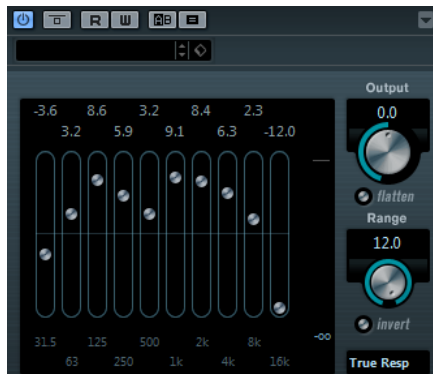 R W AB
Output
-3.6 8.6 3.2 8.4 2.3
0.0
3.2 5.9 9.1 6.3 -12.0
flatten
Range
12.0
invert
31.5 125 500 2k 8k
-oo
63 250 1k 4k 16k
True Resp